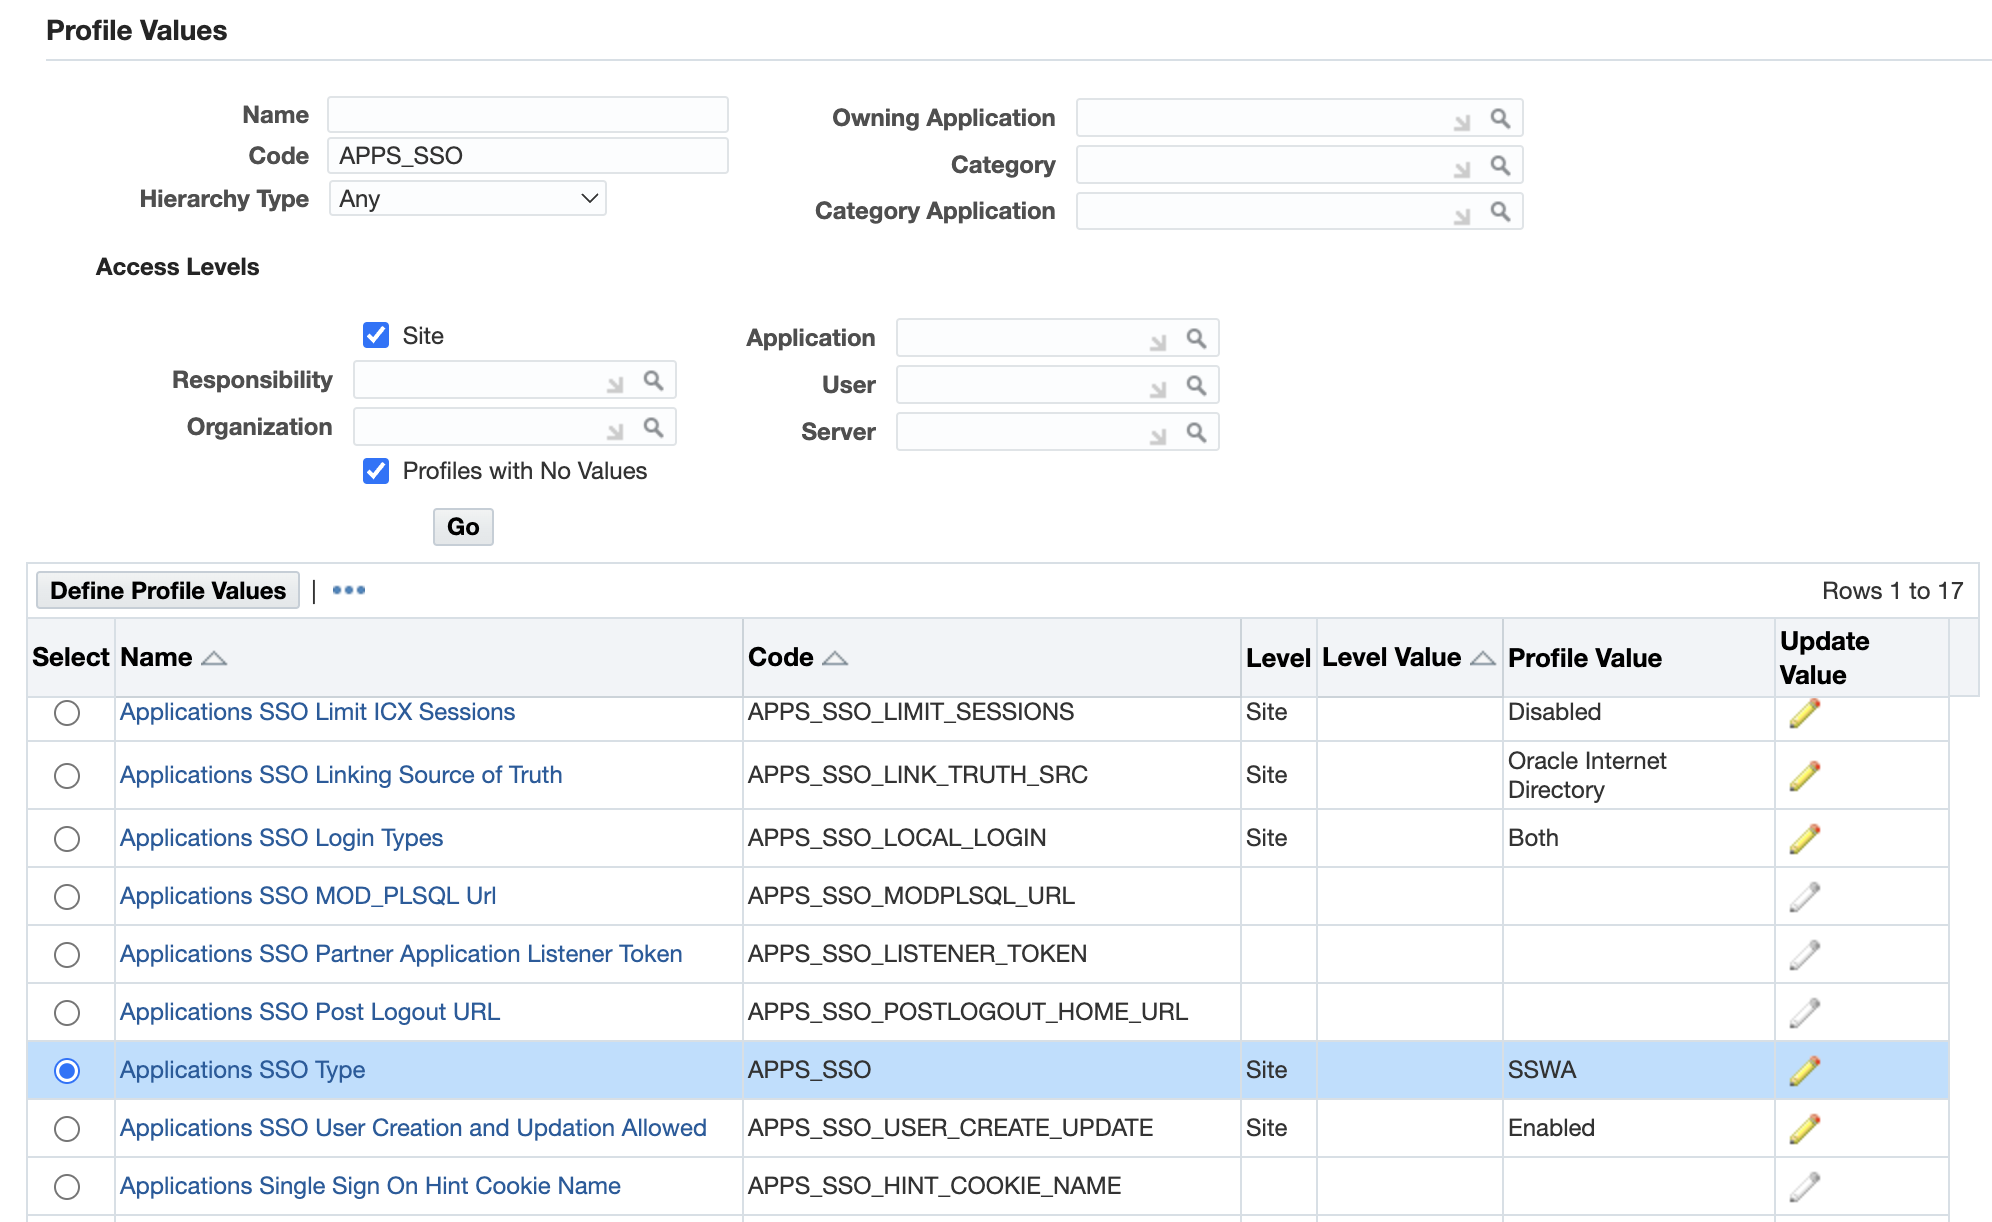 Profile Values
Name
Code APPS_SSO
Hierarchy Type Any
Owning Application
Category
Category Application
Access Levels
Site
Responsibility
Organization
Profiles with No Values
Application
User
Server
Go
Define Profile Values | Rows 1 to 17
Select Name Code Level Level Value Profile Value Update Value
Applications SSO Limit ICX Sessions APPS_SSO_LIMIT_SESSIONS Site Disabled
Applications SSO Linking Source of Truth APPS_SSO_LINK_TRUTH_SRC Site Oracle Internet Directory
Applications SSO Login Types APPS_SSO_LOCAL_LOGIN Site Both
Applications SSO MOD_PLSQL Url APPS_SSO_MODPLSQL_URL
Applications SSO Partner Application Listener Token APPS_SSO_LISTENER_TOKEN
Applications SSO Post Logout URL APPS_SSO_POSTLOGOUT_HOME_URL
Applications SSO Type APPS_SSO Site SSWA
Applications SSO User Creation and Updation Allowed APPS_SSO_USER_CREATE_UPDATE Site Enabled
Applications Single Sign On Hint Cookie Name APPS_SSO_HINT_COOKIE_NAME